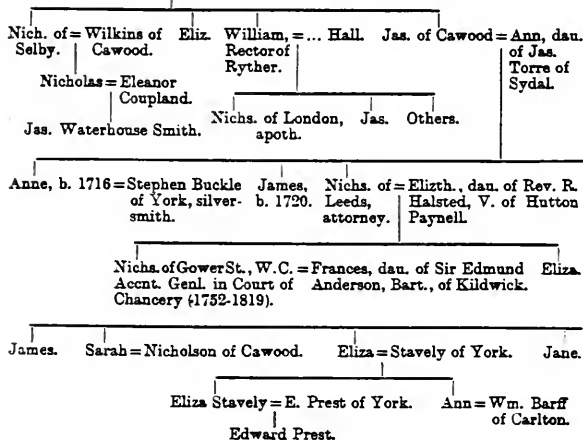 Nich. of = Wilkins of Eliz. William, = ... Hall. Jas. of Cawood = Ann, dau.
Selby. Cawood. Rector of of Jas.
Ryther. Torre of
Nicholas = Eleanor Sydal.
Coupland.
Nichs. of London, Jas. Others.
Jas. Waterhouse Smith. apoth.
Anne, b. 1716 = Stephen Buckle James, Nichs. of = Elizth., dau. of Rev. R.
of York, silver- b. 1720. Leeds, Halsted, V. of Hutton
smith. attorney. Paynell.
Nichs. of Gower St., W.C. = Frances, dau. of Sir Edmund Eliza.
Accnt. Genl. in Court of Anderson, Bart., of Kildwick.
Chancery (-1752-1819).
James. Sarah = Nicholson of Cawood. Eliza = Stavely of York. Jane.
Eliza Stavely = E. Prest of York. Ann = Wm. Barff
of Carlton.
Edward Prest.